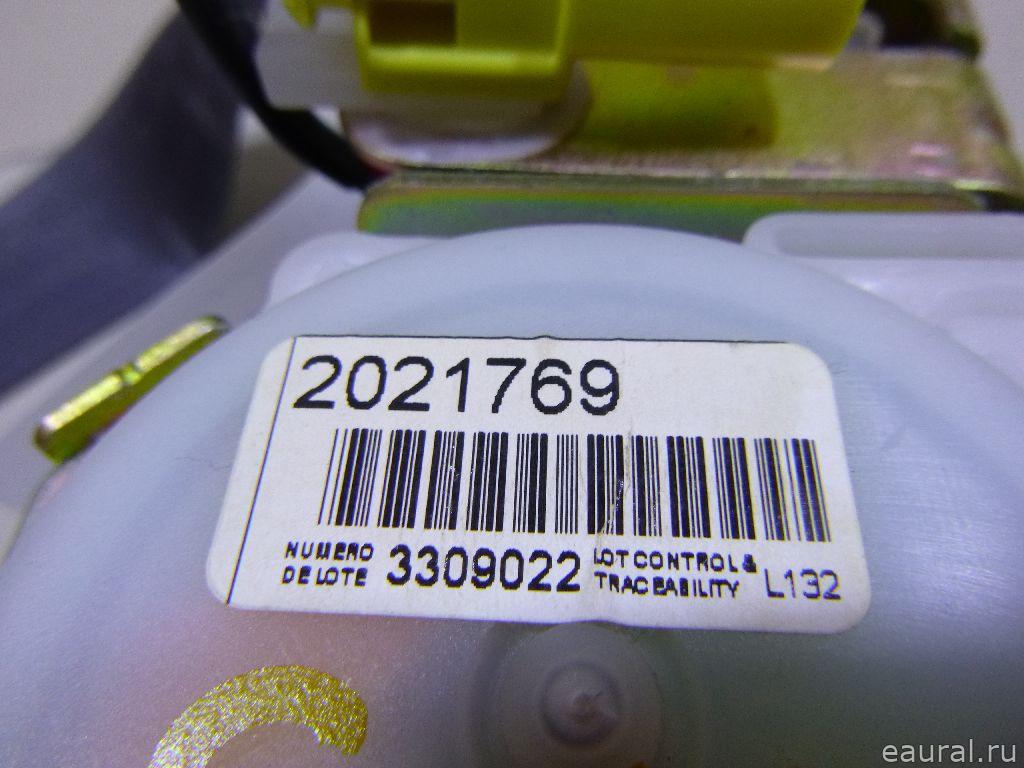 2021769
NUMERO
DE LOTE
3309022
LOT CONTROL &
TRACEABILITY
L132
eaural.ru